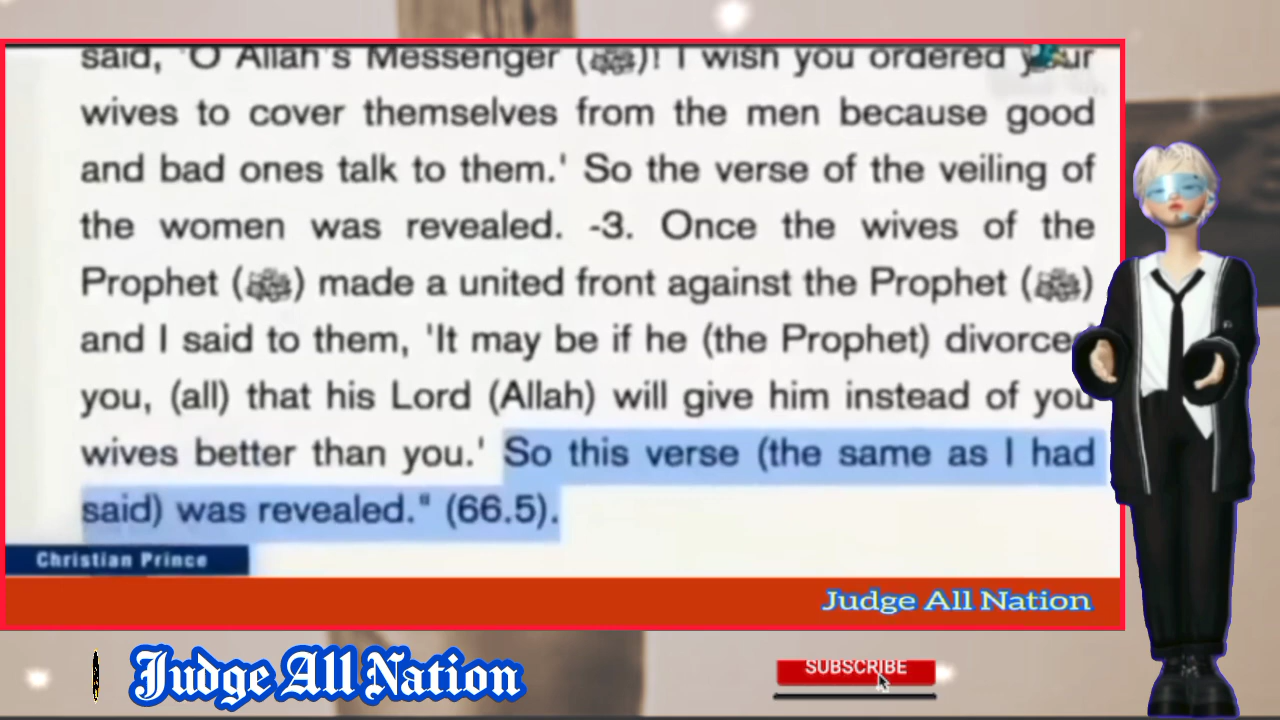 said, 'O Allah's Messenger (ﷺ)! I wish you ordered your
wives to cover themselves from the men because good
and bad ones talk to them.' So the verse of the veiling of
the women was revealed. -3. Once the wives of the
Prophet (ﷺ) made a united front against the Prophet (ﷺ)
and I said to them, 'It may be if he (the Prophet) divorced
you, (all) that his Lord (Allah) will give him instead of you
wives better than you.' So this verse (the same as I had
said) was revealed." (66.5).
Christian Prince
Judge All Nation
Judge All Nation
SUBSCRIBE